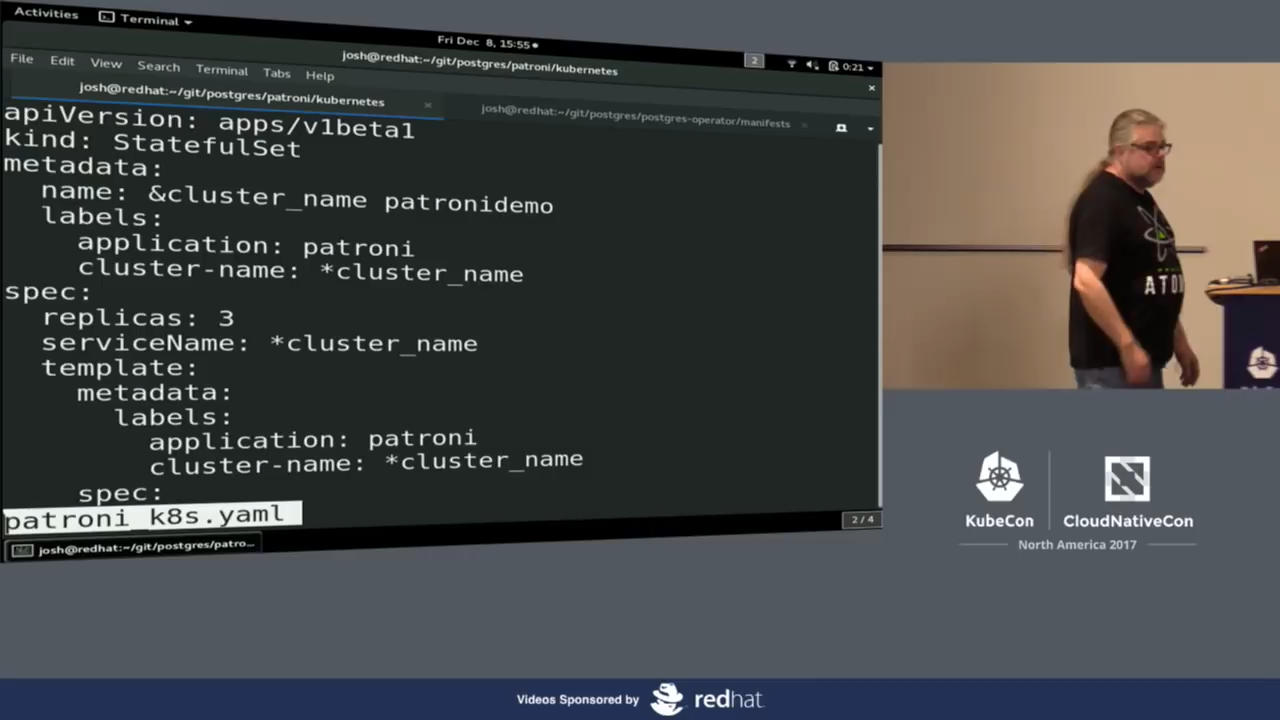 Activities
Terminal
Fri Dec 8, 15:55
josh@redhat:~/git/postgres/patroni/kubernetes
2
0:21
File Edit View Search Terminal Tabs Help
josh@redhat:~/git/postgres/patroni/kubernetes
josh@redhat:~/git/postgres/postgres-operator/manifests
apiVersion: apps/v1beta1
kind: StatefulSet
metadata:
name: &cluster_name patronidemo
labels:
application: patroni
cluster-name: *cluster_name
spec:
replicas: 3
serviceName: *cluster_name
template:
metadata:
labels:
application: patroni
cluster-name: *cluster_name
spec:
patroni_k8s.yaml
2 / 4
josh@redhat:~/git/postgres/patro...
KubeCon
CloudNativeCon
North America 2017
Videos Sponsored by
redhat.